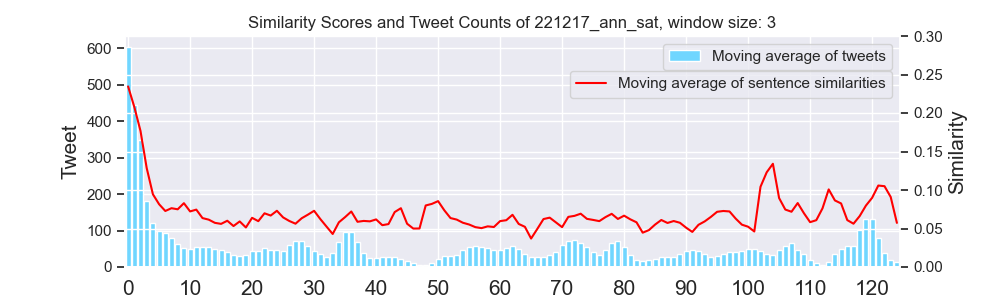 Similarity Scores and Tweet Counts of 221217_ann_sat, window size: 3
Moving average of tweets
Moving average of sentence similarities
Tweet
600
500
400
300
200
100
0
0.30
0.25
0.20
0.15
0.10
0.05
0.00
Similarity
0 10 20 30 40 50 60 70 80 90 100 110 120